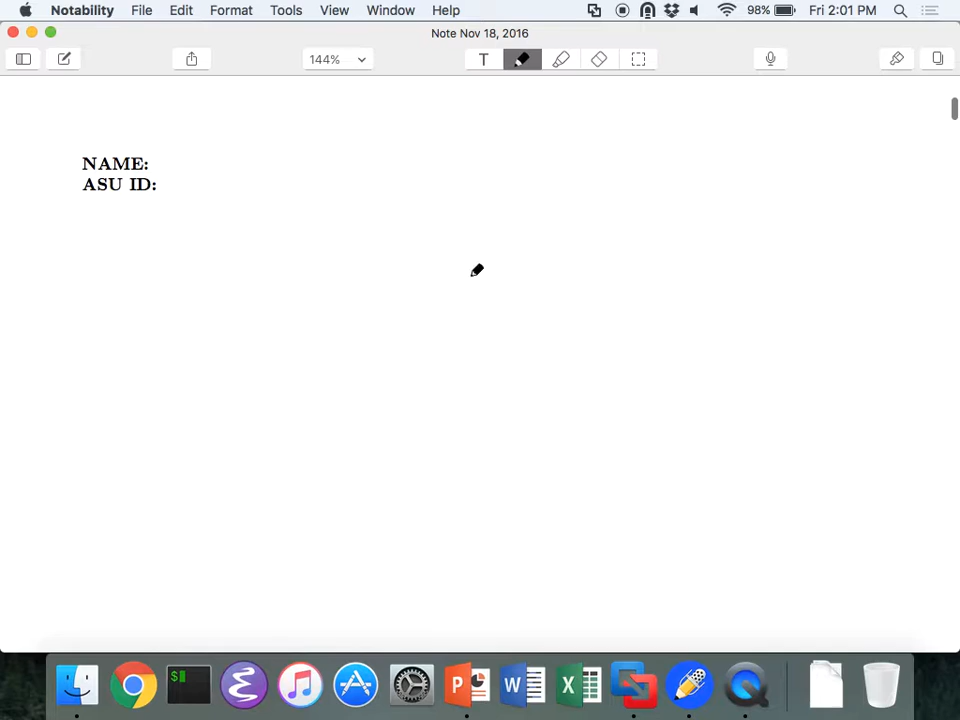 Notability File Edit Format Tools View Window Help 98% Fri 2:01 PM
Note Nov 18, 2016
144% T
NAME:
ASU ID:
$ P W X